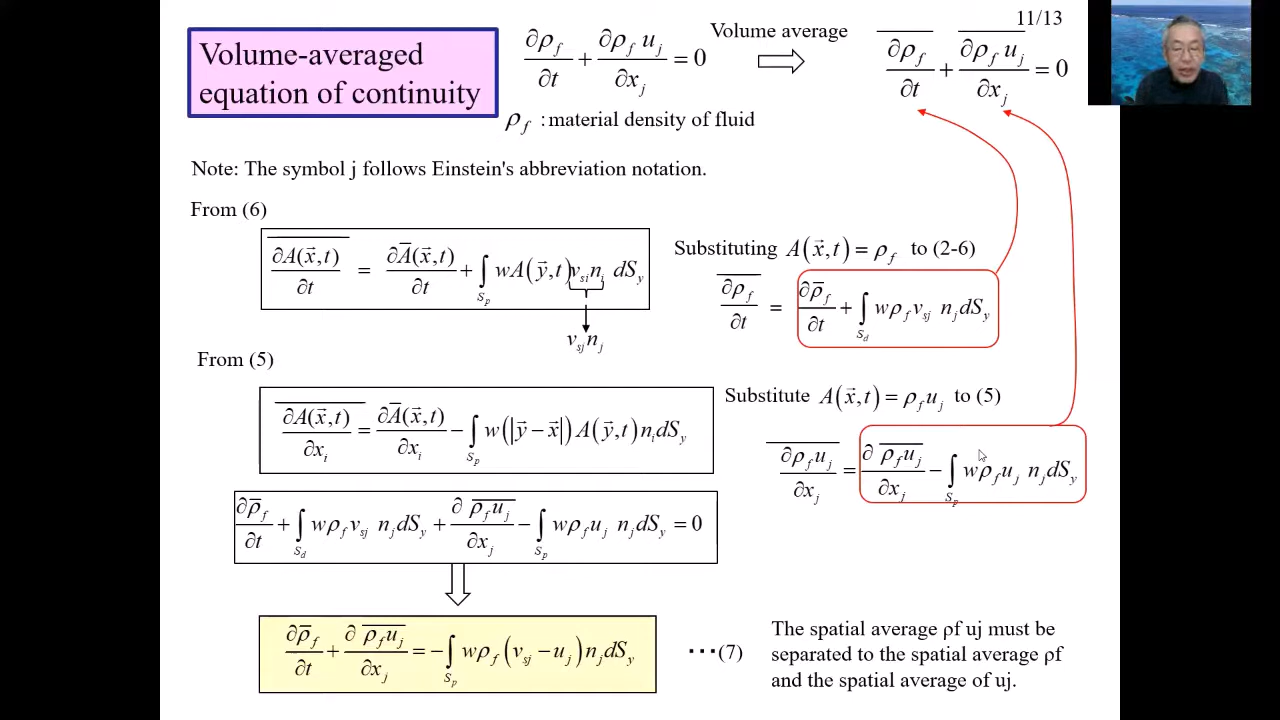 11/13
Volume-averaged
equation of continuity
∂ρ_f/∂t + ∂ρ_f u_j/∂x_j = 0
Volume average
\overline{∂ρ_f/∂t} + \overline{∂ρ_f u_j/∂x_j} = 0
ρ_f : material density of fluid
Note: The symbol j follows Einstein's abbreviation notation.
From (6)
\overline{∂A(x⃗,t)/∂t} = ∂A̅(x⃗,t)/∂t + ∫_{S_p} wA(y⃗,t)v_{si}n_i dS_y
v_{sj}n_j
Substituting A(x⃗,t) = ρ_f to (2-6)
\overline{∂ρ_f/∂t} = ∂ρ̅_f/∂t + ∫_{S_d} wρ_f v_{sj} n_j dS_y
From (5)
\overline{∂A(x⃗,t)/∂x_i} = ∂A̅(x⃗,t)/∂x_i − ∫_{S_p} w(|y⃗ − x⃗|)A(y⃗,t)n_i dS_y
Substitute A(x⃗,t) = ρ_f u_j to (5)
\overline{∂ρ_f u_j/∂x_j} = ∂\overline{ρ_f u_j}/∂x_j − ∫_{S_p} wρ_f u_j n_j dS_y
∂ρ̅_f/∂t + ∫_{S_d} wρ_f v_{sj} n_j dS_y + ∂\overline{ρ_f u_j}/∂x_j − ∫_{S_p} wρ_f u_j n_j dS_y = 0
∂ρ̅_f/∂t + ∂\overline{ρ_f u_j}/∂x_j = −∫_{S_p} wρ_f(v_{sj} − u_j)n_j dS_y ⋯(7)
The spatial average ρf uj must be
separated to the spatial average ρf
and the spatial average of uj.